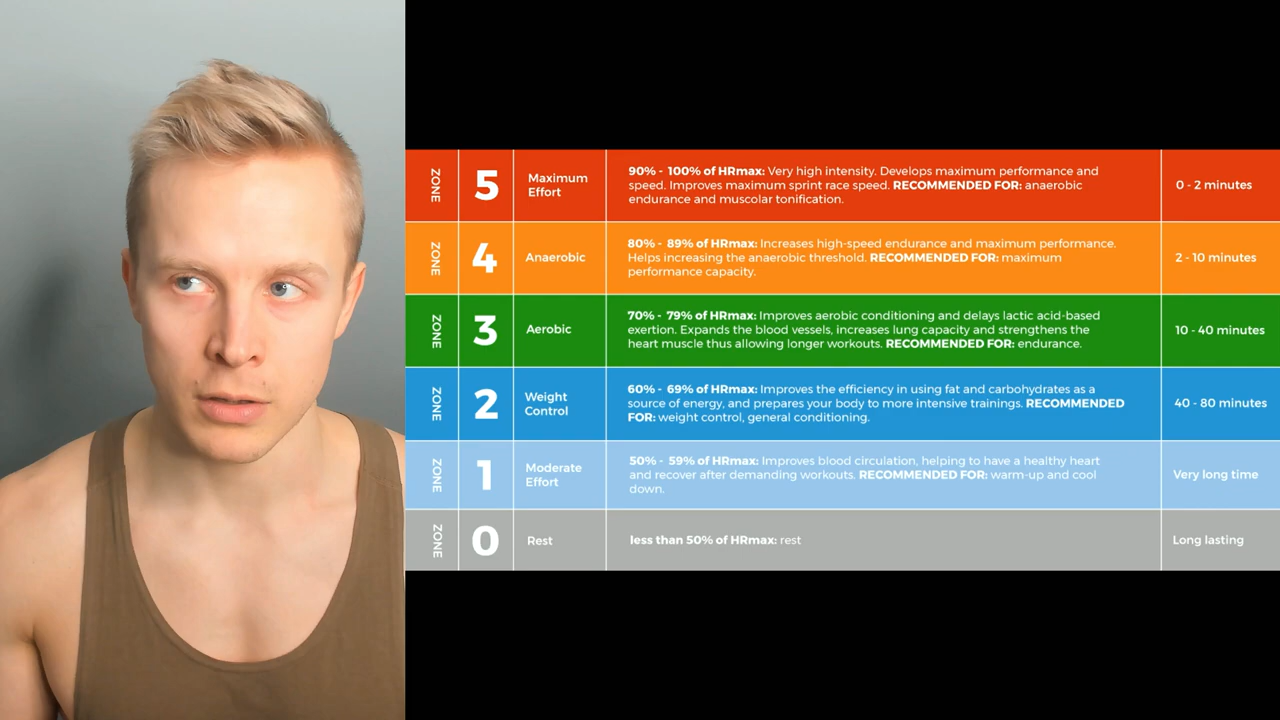 ZONE
5
Maximum
Effort
90% - 100% of HRmax: Very high intensity. Develops maximum performance and
speed. Improves maximum sprint race speed. RECOMMENDED FOR: anaerobic
endurance and muscolar tonification.
0 - 2 minutes
ZONE
4
Anaerobic
80% - 89% of HRmax: Increases high-speed endurance and maximum performance.
Helps increasing the anaerobic threshold. RECOMMENDED FOR: maximum
performance capacity.
2 - 10 minutes
ZONE
3
Aerobic
70% - 79% of HRmax: Improves aerobic conditioning and delays lactic acid-based
exertion. Expands the blood vessels, increases lung capacity and strengthens the
heart muscle thus allowing longer workouts. RECOMMENDED FOR: endurance.
10 - 40 minutes
ZONE
2
Weight
Control
60% - 69% of HRmax: Improves the efficiency in using fat and carbohydrates as a
source of energy, and prepares your body to more intensive trainings. RECOMMENDED
FOR: weight control, general conditioning.
40 - 80 minutes
ZONE
1
Moderate
Effort
50% - 59% of HRmax: Improves blood circulation, helping to have a healthy heart
and recover after demanding workouts. RECOMMENDED FOR: warm-up and cool
down.
Very long time
ZONE
0
Rest
less than 50% of HRmax: rest
Long lasting